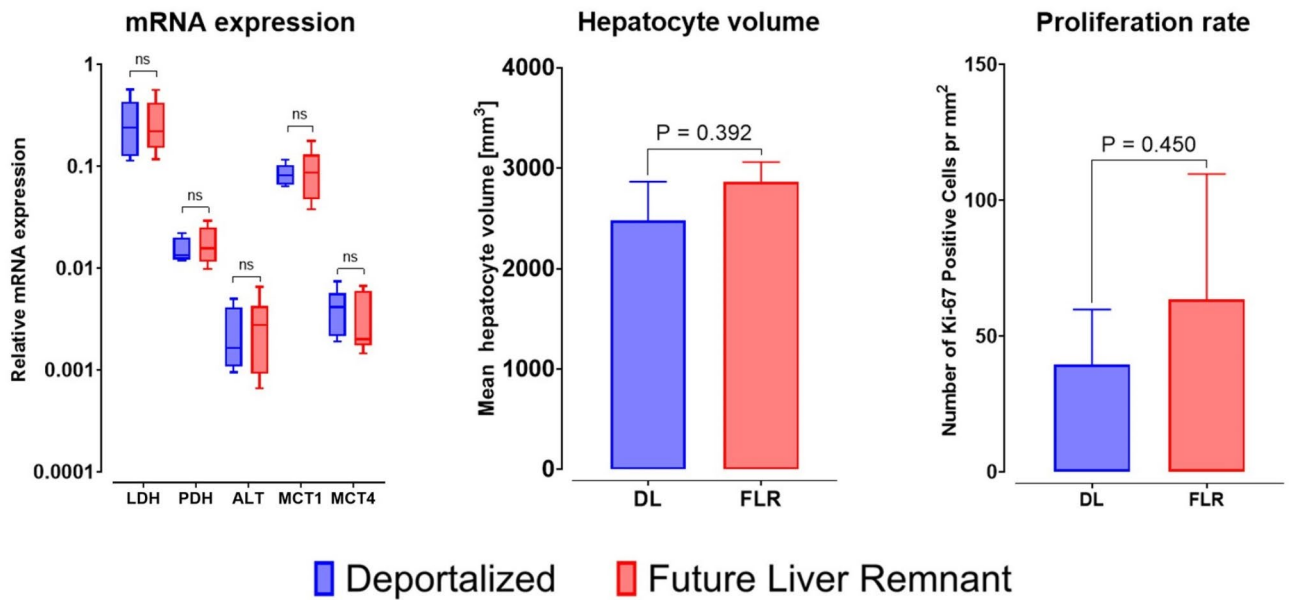 mRNA expression
Relative mRNA expression
1
0.1
0.01
0.001
0.0001
ns
ns
ns
ns
ns
LDH PDH ALT MCT1 MCT4
Hepatocyte volume
Mean hepatocyte volume [mm³]
4000
3000
2000
1000
0
P = 0.392
DL FLR
Proliferation rate
Number of Ki-67 Positive Cells pr mm²
150
100
50
0
P = 0.450
DL FLR
Deportalized Future Liver Remnant